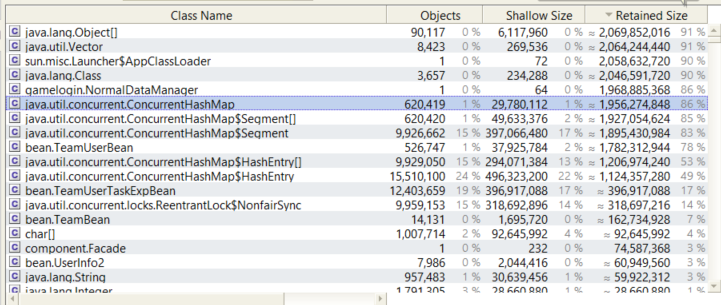 Class Name Objects Shallow Size Retained Size
java.lang.Object[] 90,117 0 % 6,117,960 0 % ≈ 2,069,852,016 91 %
java.util.Vector 8,423 0 % 269,536 0 % ≈ 2,064,244,440 91 %
sun.misc.Launcher$AppClassLoader 1 0 % 72 0 % ≈ 2,058,632,720 90 %
java.lang.Class 3,657 0 % 234,288 0 % ≈ 2,046,591,720 90 %
gamelogin.NormalDataManager 1 0 % 64 0 % ≈ 1,968,885,368 86 %
java.util.concurrent.ConcurrentHashMap 620,419 1 % 29,780,112 1 % ≈ 1,956,274,848 86 %
java.util.concurrent.ConcurrentHashMap$Segment[] 620,420 1 % 49,633,376 2 % ≈ 1,927,054,624 85 %
java.util.concurrent.ConcurrentHashMap$Segment 9,926,662 15 % 397,066,480 17 % ≈ 1,895,430,984 83 %
bean.TeamUserBean 526,747 1 % 37,925,784 2 % ≈ 1,782,312,944 78 %
java.util.concurrent.ConcurrentHashMap$HashEntry[] 9,929,050 15 % 294,071,384 13 % ≈ 1,206,974,240 53 %
java.util.concurrent.ConcurrentHashMap$HashEntry 15,510,100 24 % 496,323,200 22 % ≈ 1,124,357,280 49 %
bean.TeamUserTaskExpBean 12,403,659 19 % 396,917,088 17 % ≈ 396,917,088 17 %
java.util.concurrent.locks.ReentrantLock$NonfairSync 9,959,153 15 % 318,692,896 14 % ≈ 318,697,216 14 %
bean.TeamBean 14,131 0 % 1,695,720 0 % ≈ 162,734,928 7 %
char[] 1,007,714 2 % 92,645,992 4 % ≈ 92,645,992 4 %
component.Facade 1 0 % 232 0 % 74,587,368 3 %
bean.UserInfo2 7,986 0 % 2,044,416 0 % ≈ 60,949,560 3 %
java.lang.String 957,483 1 % 30,639,456 1 % ≈ 59,922,312 3 %
java.lang.Integer 1,791,305 3 % 28,660,880 1 % ≈ 28,660,880 1 %